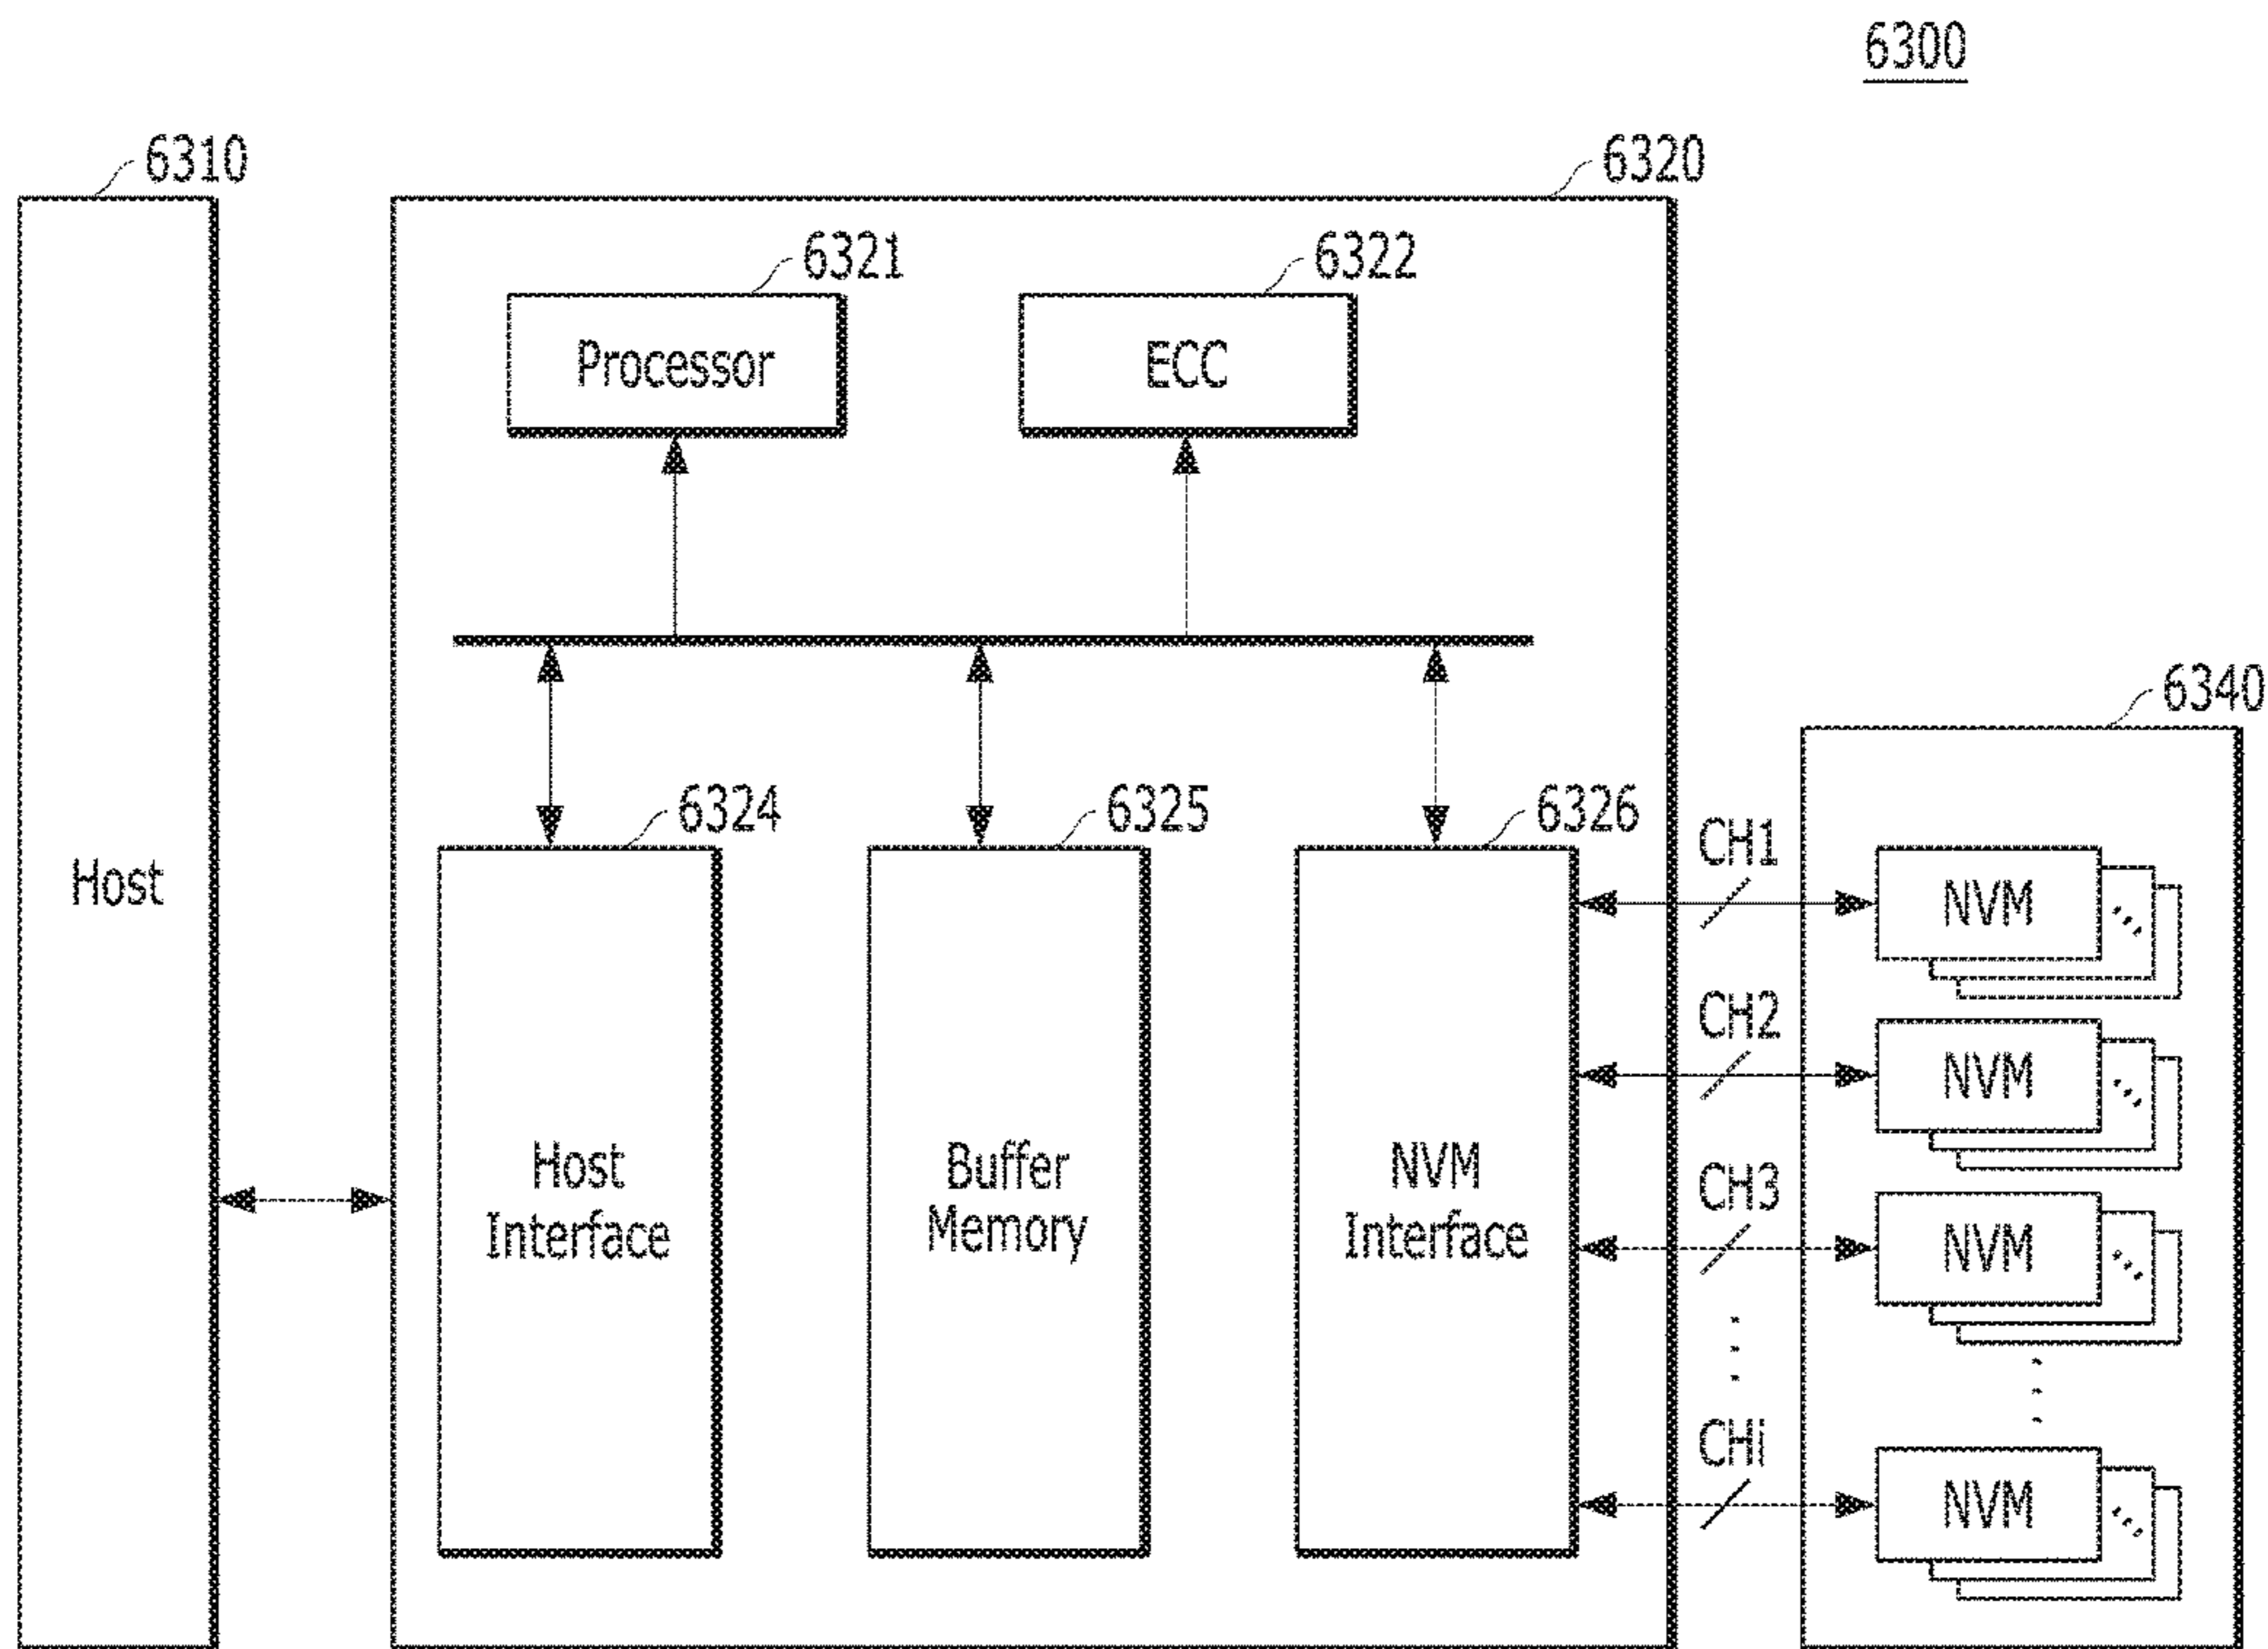 6300
6310
6320
6321
6322
Processor
ECC
6340
6324
6325
6326
CH1
Host
NVM
CH2
NVM
Host
Interface
Buffer
Memory
NVM
Interface
CH3
NVM
CHi
NVM